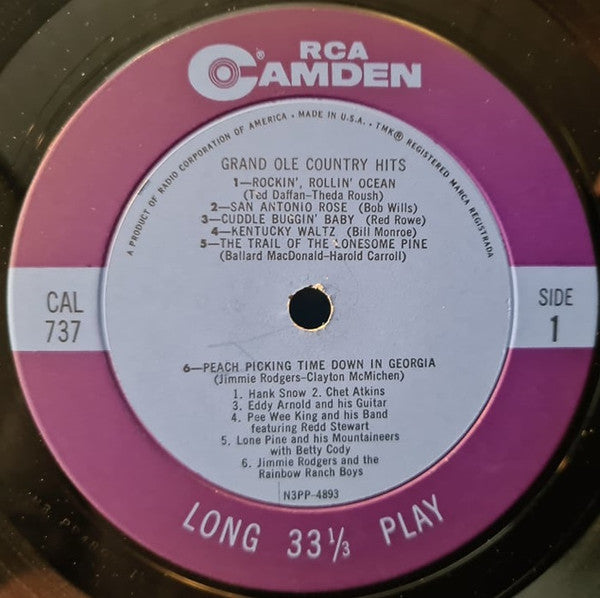 RCA
CAMDEN
A PRODUCT OF RADIO CORPORATION OF AMERICA • MADE IN U.S.A. • TMK® REGISTERED MARCA REGISTRADA
GRAND OLE COUNTRY HITS
1—ROCKIN', ROLLIN' OCEAN
(Ted Daffan–Theda Roush)
2—SAN ANTONIO ROSE (Bob Wills)
3—CUDDLE BUGGIN' BABY (Red Rowe)
4—KENTUCKY WALTZ (Bill Monroe)
5—THE TRAIL OF THE LONESOME PINE
(Ballard MacDonald–Harold Carroll)
CAL
737
SIDE
1
6—PEACH PICKING TIME DOWN IN GEORGIA
(Jimmie Rodgers–Clayton McMichen)
1. Hank Snow 2. Chet Atkins
3. Eddy Arnold and his Guitar
4. Pee Wee King and his Band
featuring Redd Stewart
5. Lone Pine and his Mountaineers
with Betty Cody
6. Jimmie Rodgers and the
Rainbow Ranch Boys
N3PP-4893
LONG 33 1/3 PLAY